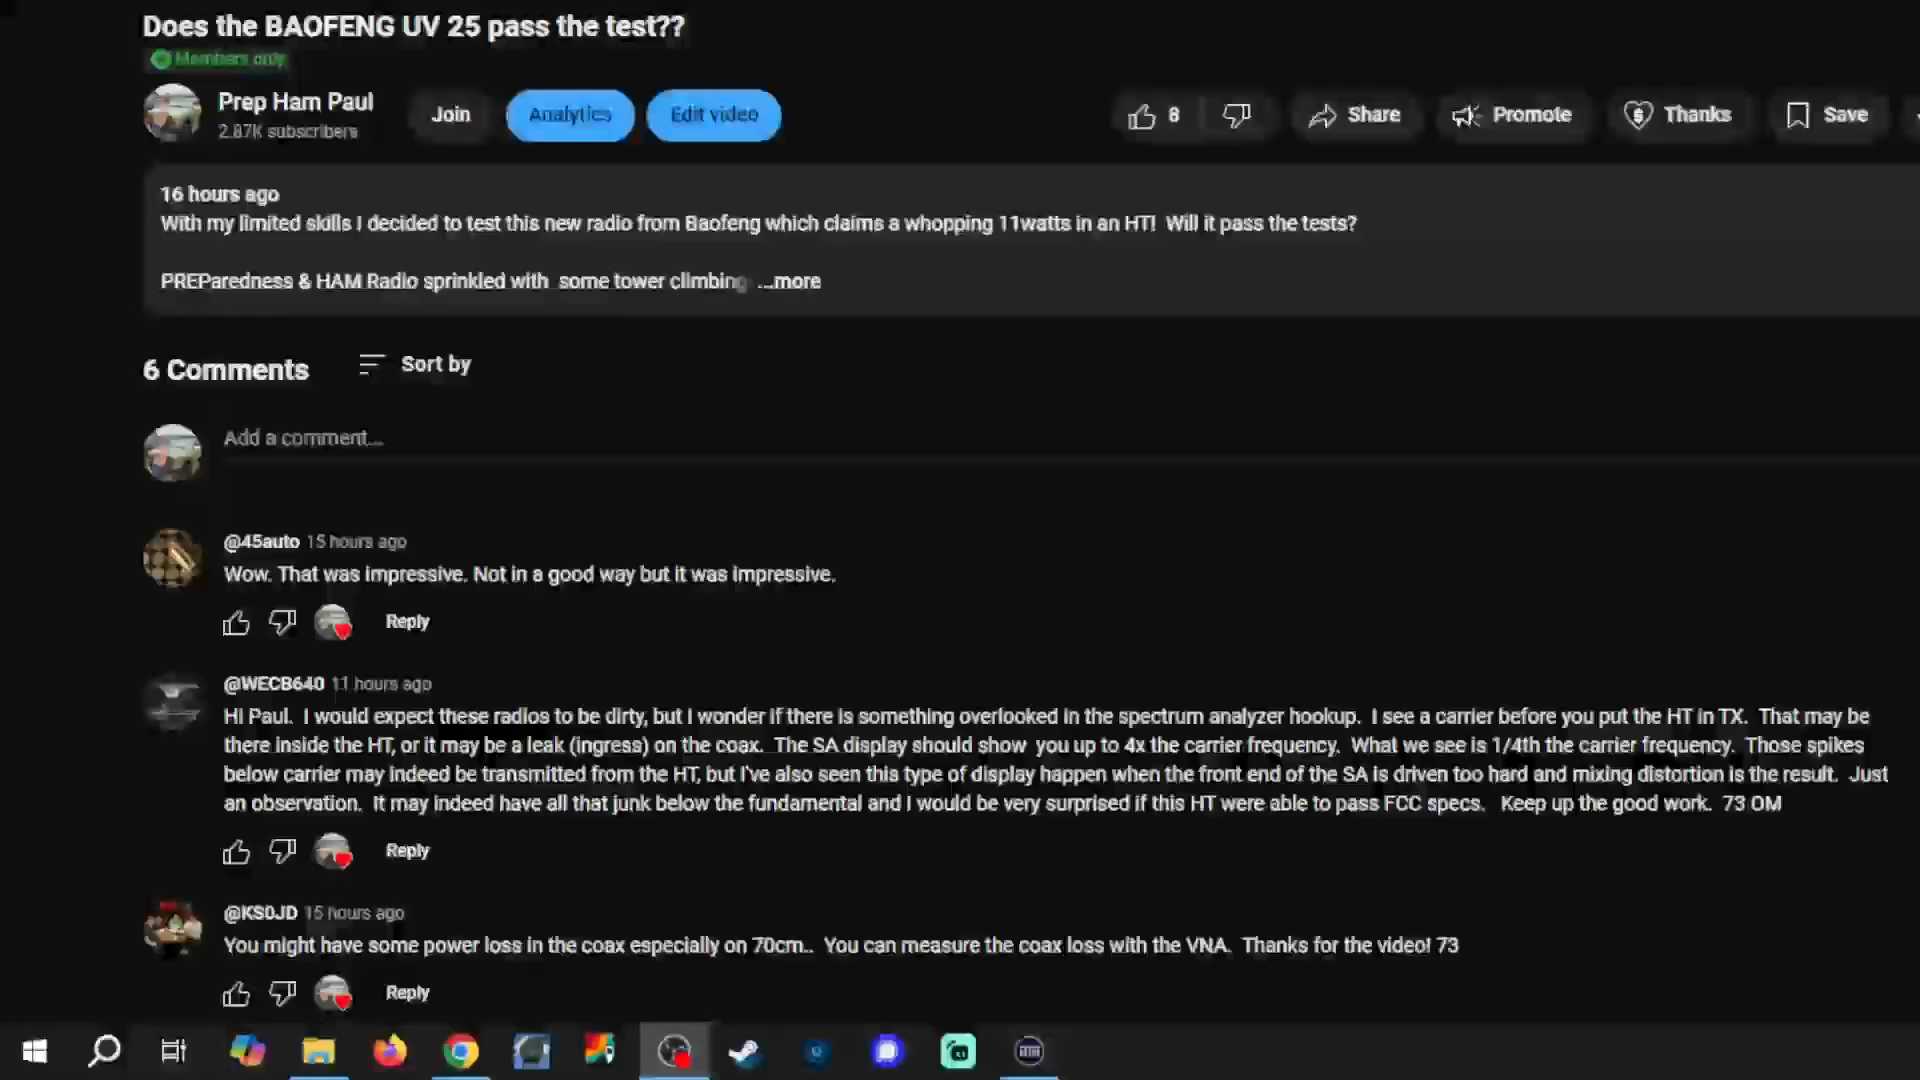 Does the BAOFENG UV 25 pass the test??
Members only
Prep Ham Paul
2.87K subscribers
Join
Analytics
Edit video
8
Share
Promote
Thanks
Save
16 hours ago
With my limited skills I decided to test this new radio from Baofeng which claims a whopping 11watts in an HT!  Will it pass the tests?
PREParedness & HAM Radio sprinkled with  some tower climbing ...more
6 Comments
Sort by
Add a comment...
@45auto 15 hours ago
Wow. That was impressive. Not in a good way but it was impressive.
Reply
@WECB640 11 hours ago
Hi Paul.  I would expect these radios to be dirty, but I wonder if there is something overlooked in the spectrum analyzer hookup.  I see a carrier before you put the HT in TX.  That may be
there inside the HT, or it may be a leak (ingress) on the coax.  The SA display should show  you up to 4x the carrier frequency.  What we see is 1/4th the carrier frequency.  Those spikes
below carrier may indeed be transmitted from the HT, but I've also seen this type of display happen when the front end of the SA is driven too hard and mixing distortion is the result.  Just
an observation.  It may indeed have all that junk below the fundamental and I would be very surprised if this HT were able to pass FCC specs.   Keep up the good work.  73 OM
Reply
@KS0JD 15 hours ago
You might have some power loss in the coax especially on 70cm..  You can measure the coax loss with the VNA.  Thanks for the video! 73
Reply